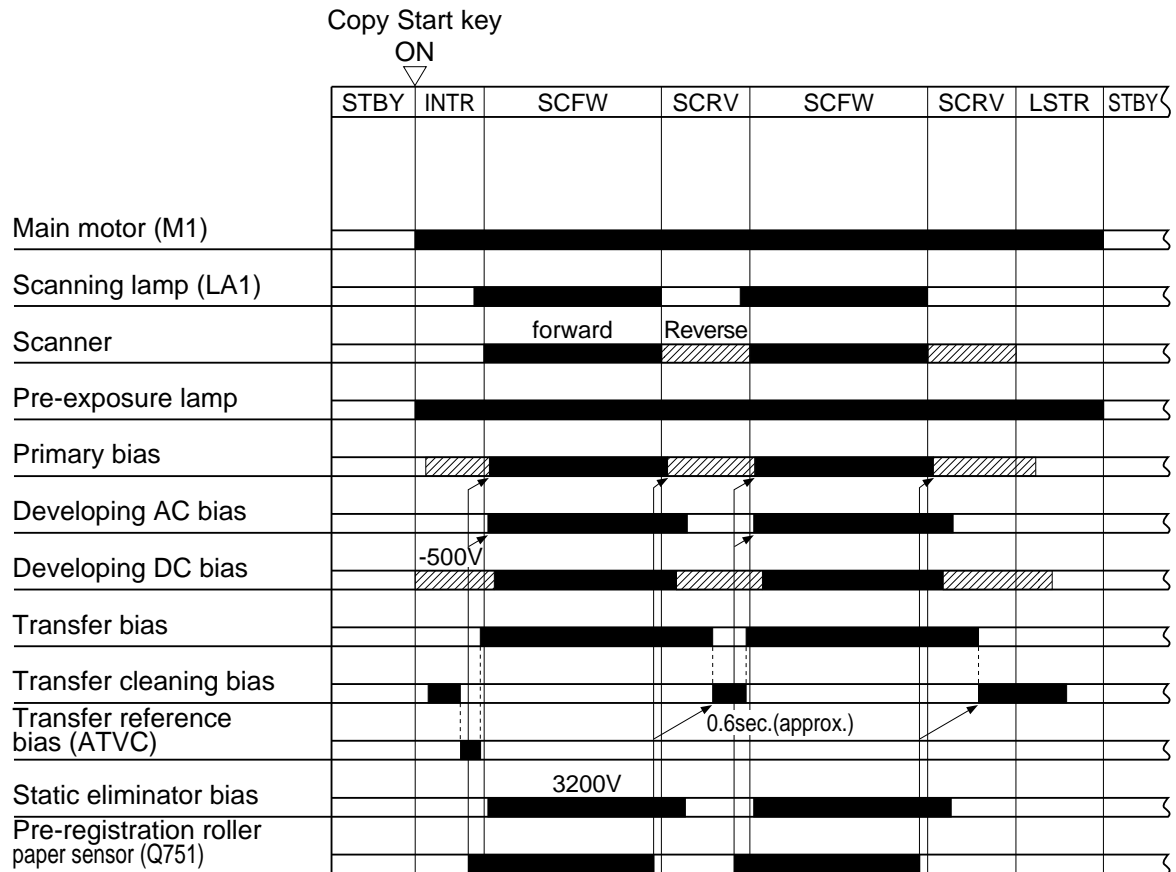 Copy Start key
ON
STBY INTR SCFW SCRV SCFW SCRV LSTR STBY
Main motor (M1)
Scanning lamp (LA1)
forward Reverse
Scanner
Pre-exposure lamp
Primary bias
Developing AC bias
-500V
Developing DC bias
Transfer bias
Transfer cleaning bias
Transfer reference
bias (ATVC)
0.6sec.(approx.)
3200V
Static eliminator bias
Pre-registration roller
paper sensor (Q751)